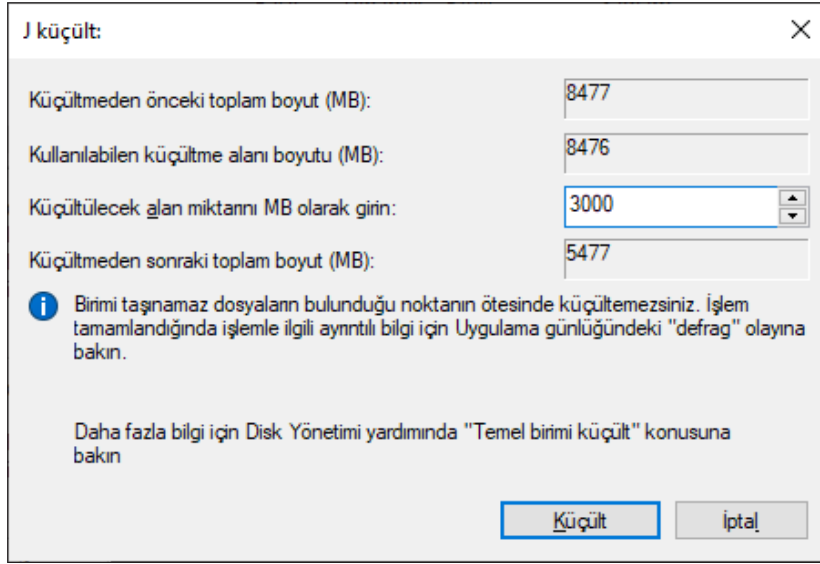 J küçült:
Küçültmeden önceki toplam boyut (MB):
8477
Kullanılabilen küçültme alanı boyutu (MB):
8476
Küçültülecek alan miktarını MB olarak girin:
3000
Küçültmeden sonraki toplam boyut (MB):
5477
Birimi taşınamaz dosyaların bulunduğu noktanın ötesinde küçültemezsiniz. İşlem
tamamlandığında işlemle ilgili ayrıntılı bilgi için Uygulama günlüğündeki "defrag" olayına
bakın.
Daha fazla bilgi için Disk Yönetimi yardımında "Temel birimi küçült" konusuna
bakın
Küçült
İptal